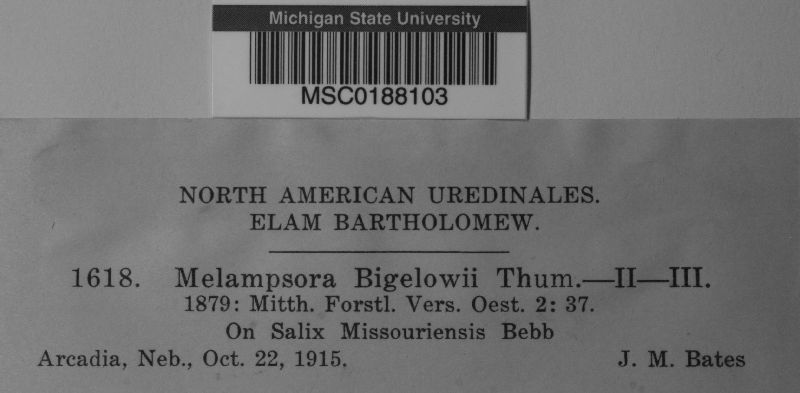 Michigan State University
MSC0188103
NORTH AMERICAN UREDINALES.
ELAM BARTHOLOMEW.
1618. Melampsora Bigelowii Thum.—II—III.
1879: Mitth. Forstl. Vers. Oest. 2: 37.
On Salix Missouriensis Bebb
Arcadia, Neb., Oct. 22, 1915. J. M. Bates